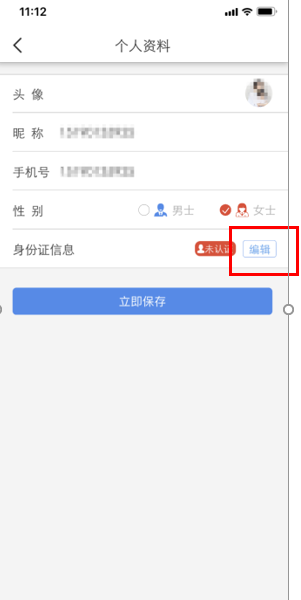 11:12
个人资料
头 像
昵 称
手机号
性 别 男士 女士
身份证信息 未认证 编辑
立即保存